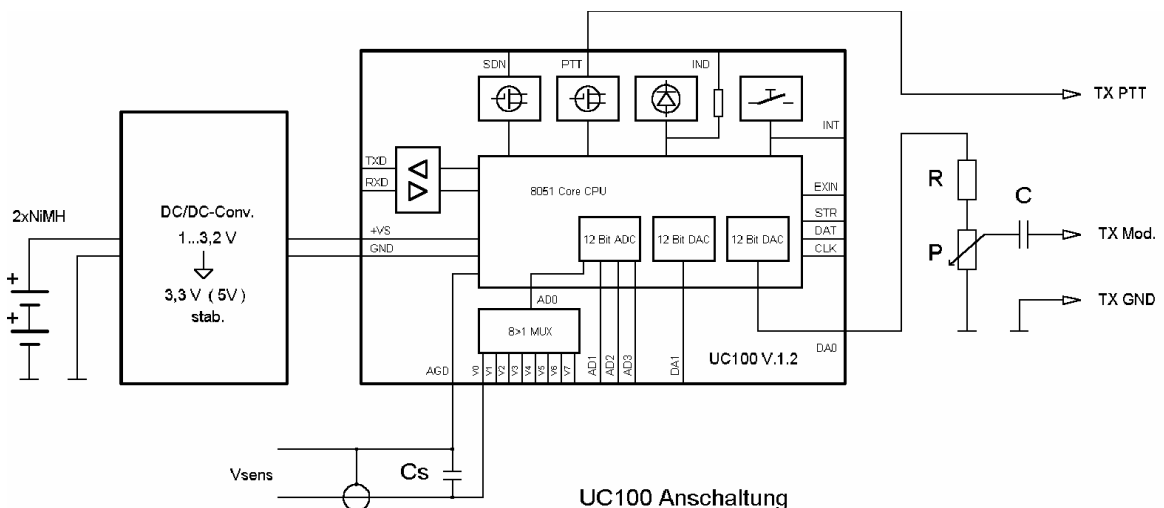 SDN
PTT
IND
TX PTT
INT
TXD
RXD
8051 Core CPU
EXIN
STR
DAT
CLK
R
C
P
TX Mod.
TX GND
2xNiMH
+
+
DC/DC-Conv.
1...3,2 V
3,3 V ( 5V)
stab.
+VS
GND
12 Bit ADC
12 Bit DAC
12 Bit DAC
AD0
8>1 MUX
AGD
V0
V1
V2
V3
V4
V5
V6
V7
AD1
AD2
AD3
DA1
UC100 V.1.2
DA0
Vsens
Cs
UC100 Anschaltung